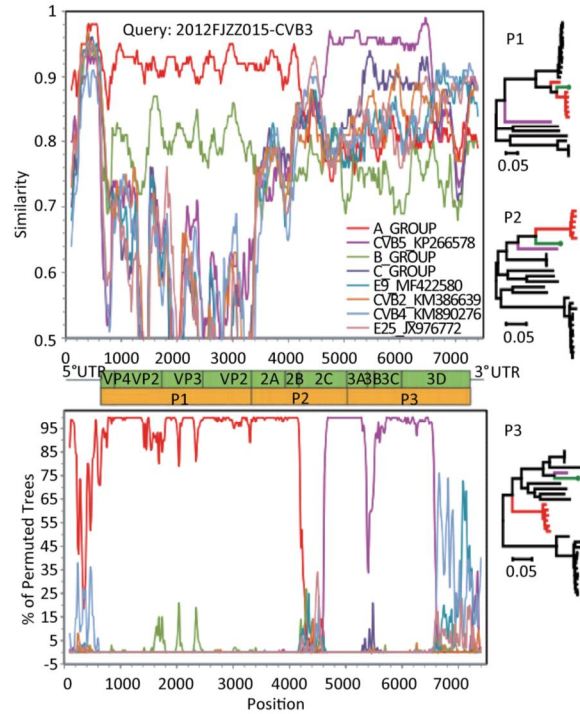 Query: 2012FJZZ015-CVB3
1
0.9
0.8
0.7
0.6
0.5
Similarity
A_GROUP
CVB5_KP266578
B_GROUP
C_GROUP
E9_MF422580
CVB2_KM386639
CVB4_KM890276
E25_JX976772
0 1000 2000 3000 4000 5000 6000 7000
5°UTR
3°UTR
VP4 VP2 VP3 VP2 2A 2B 2C 3A 3B 3C 3D
P1 P2 P3
95
85
75
65
55
45
35
25
15
5
-5
% of Permuted Trees
0 1000 2000 3000 4000 5000 6000 7000
Position
P1
0.05
P2
0.05
P3
0.05